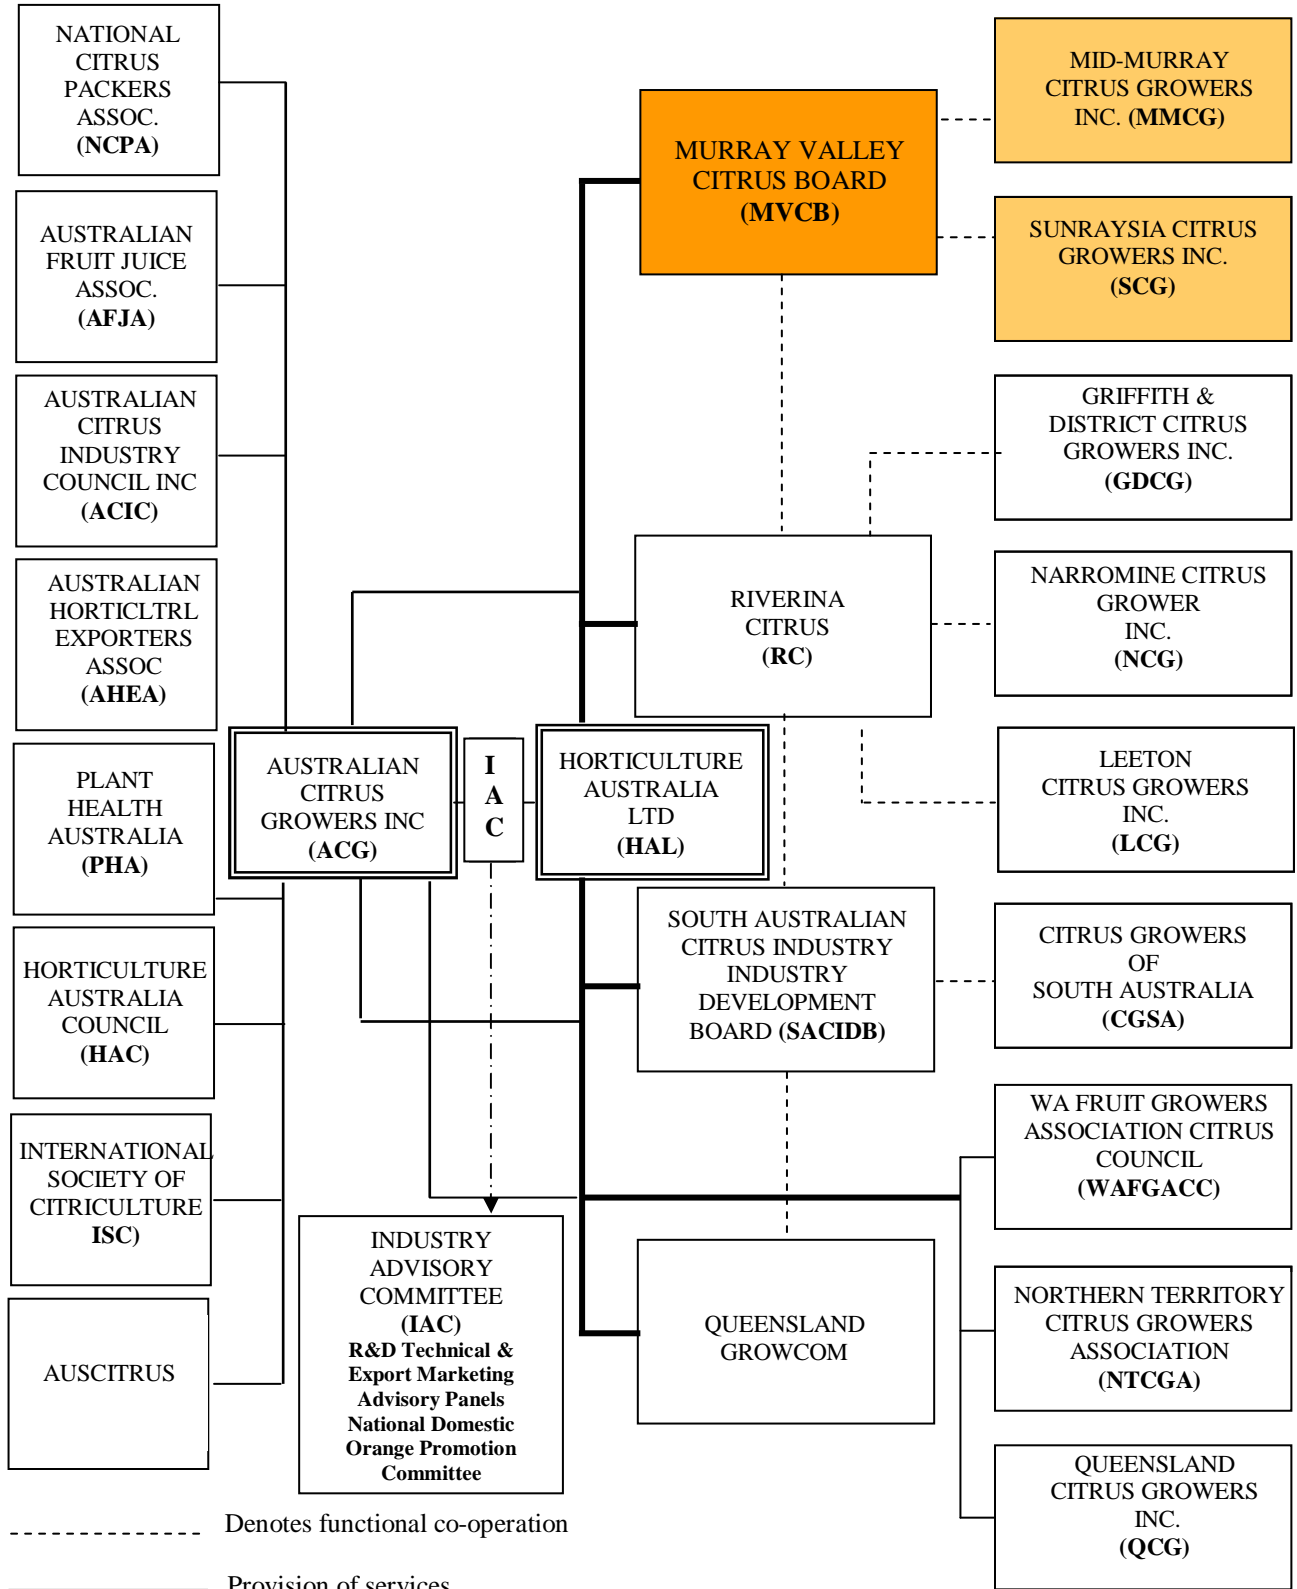 NATIONAL
CITRUS
PACKERS
ASSOC.
(NCPA)
AUSTRALIAN
FRUIT JUICE
ASSOC.
(AFJA)
AUSTRALIAN
CITRUS
INDUSTRY
COUNCIL INC
(ACIC)
AUSTRALIAN
HORTICLTRL
EXPORTERS
ASSOC
(AHEA)
PLANT
HEALTH
AUSTRALIA
(PHA)
HORTICULTURE
AUSTRALIA
COUNCIL
(HAC)
INTERNATIONAL
SOCIETY OF
CITRICULTURE
ISC)
AUSCITRUS
AUSTRALIAN
CITRUS
GROWERS INC
(ACG)
I
A
C
HORTICULTURE
AUSTRALIA
LTD
(HAL)
INDUSTRY
ADVISORY
COMMITTEE
(IAC)
R&D Technical &
Export Marketing
Advisory Panels
National Domestic
Orange Promotion
Committee
MURRAY VALLEY
CITRUS BOARD
(MVCB)
RIVERINA
CITRUS
(RC)
SOUTH AUSTRALIAN
CITRUS INDUSTRY
INDUSTRY
DEVELOPMENT
BOARD (SACIDB)
QUEENSLAND
GROWCOM
MID-MURRAY
CITRUS GROWERS
INC. (MMCG)
SUNRAYSIA CITRUS
GROWERS INC.
(SCG)
GRIFFITH &
DISTRICT CITRUS
GROWERS INC.
(GDCG)
NARROMINE CITRUS
GROWER
INC.
(NCG)
LEETON
CITRUS GROWERS
INC.
(LCG)
CITRUS GROWERS
OF
SOUTH AUSTRALIA
(CGSA)
WA FRUIT GROWERS
ASSOCIATION CITRUS
COUNCIL
(WAFGACC)
NORTHERN TERRITORY
CITRUS GROWERS
ASSOCIATION
(NTCGA)
QUEENSLAND
CITRUS GROWERS
INC.
(QCG)
Denotes functional co-operation
Provision of services